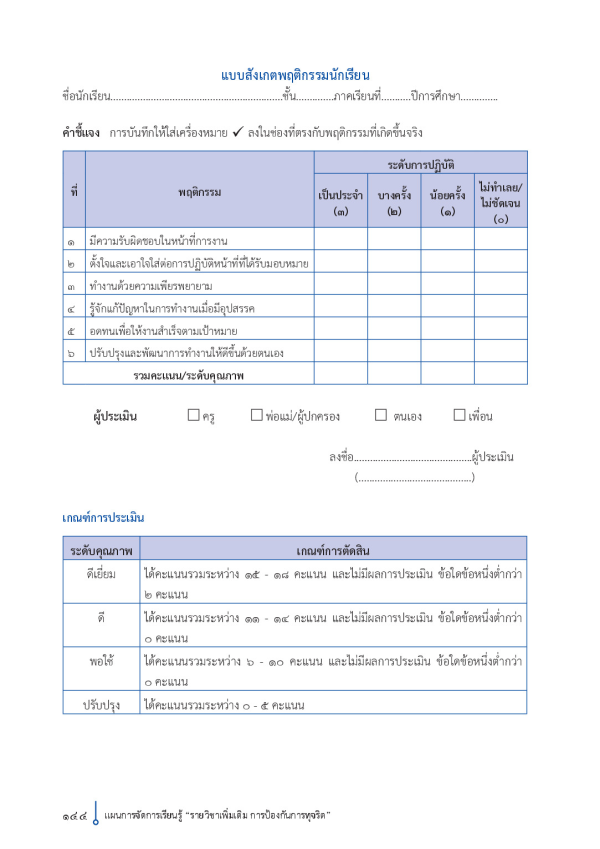 แบบสังเกตพฤติกรรมนักเรียน
ชื่อนักเรียน................................................................ชั้น..............ภาคเรียนที่...........ปีการศึกษา..............
คำชี้แจง การบันทึกให้ใส่เครื่องหมาย ✓ ลงในช่องที่ตรงกับพฤติกรรมที่เกิดขึ้นจริง
ที่ พฤติกรรม ระดับการปฏิบัติ
เป็นประจำ (๓) บางครั้ง (๒) น้อยครั้ง (๑) ไม่ทำเลย/ไม่ชัดเจน (๐)
๑ มีความรับผิดชอบในหน้าที่การงาน
๒ ตั้งใจและเอาใจใส่ต่อการปฏิบัติหน้าที่ที่ได้รับมอบหมาย
๓ ทำงานด้วยความเพียรพยายาม
๔ รู้จักแก้ปัญหาในการทำงานเมื่อมีอุปสรรค
๕ อดทนเพื่อให้งานสำเร็จตามเป้าหมาย
๖ ปรับปรุงและพัฒนาการทำงานให้ดีขึ้นด้วยตนเอง
รวมคะแนน/ระดับคุณภาพ
ผู้ประเมิน ☐ ครู ☐ พ่อแม่/ผู้ปกครอง ☐ ตนเอง ☐ เพื่อน
ลงชื่อ............................................ผู้ประเมิน
(..........................................)
เกณฑ์การประเมิน
ระดับคุณภาพ เกณฑ์การตัดสิน
ดีเยี่ยม ได้คะแนนรวมระหว่าง ๑๕ - ๑๘ คะแนน และไม่มีผลการประเมิน ข้อใดข้อหนึ่งต่ำกว่า
๒ คะแนน
ดี ได้คะแนนรวมระหว่าง ๑๑ - ๑๔ คะแนน และไม่มีผลการประเมิน ข้อใดข้อหนึ่งต่ำกว่า
๐ คะแนน
พอใช้ ได้คะแนนรวมระหว่าง ๖ - ๑๐ คะแนน และไม่มีผลการประเมิน ข้อใดข้อหนึ่งต่ำกว่า
๐ คะแนน
ปรับปรุง ได้คะแนนรวมระหว่าง ๐ - ๕ คะแนน
๑๔๔ แผนการจัดการเรียนรู้ “รายวิชาเพิ่มเติม การป้องกันการทุจริต”